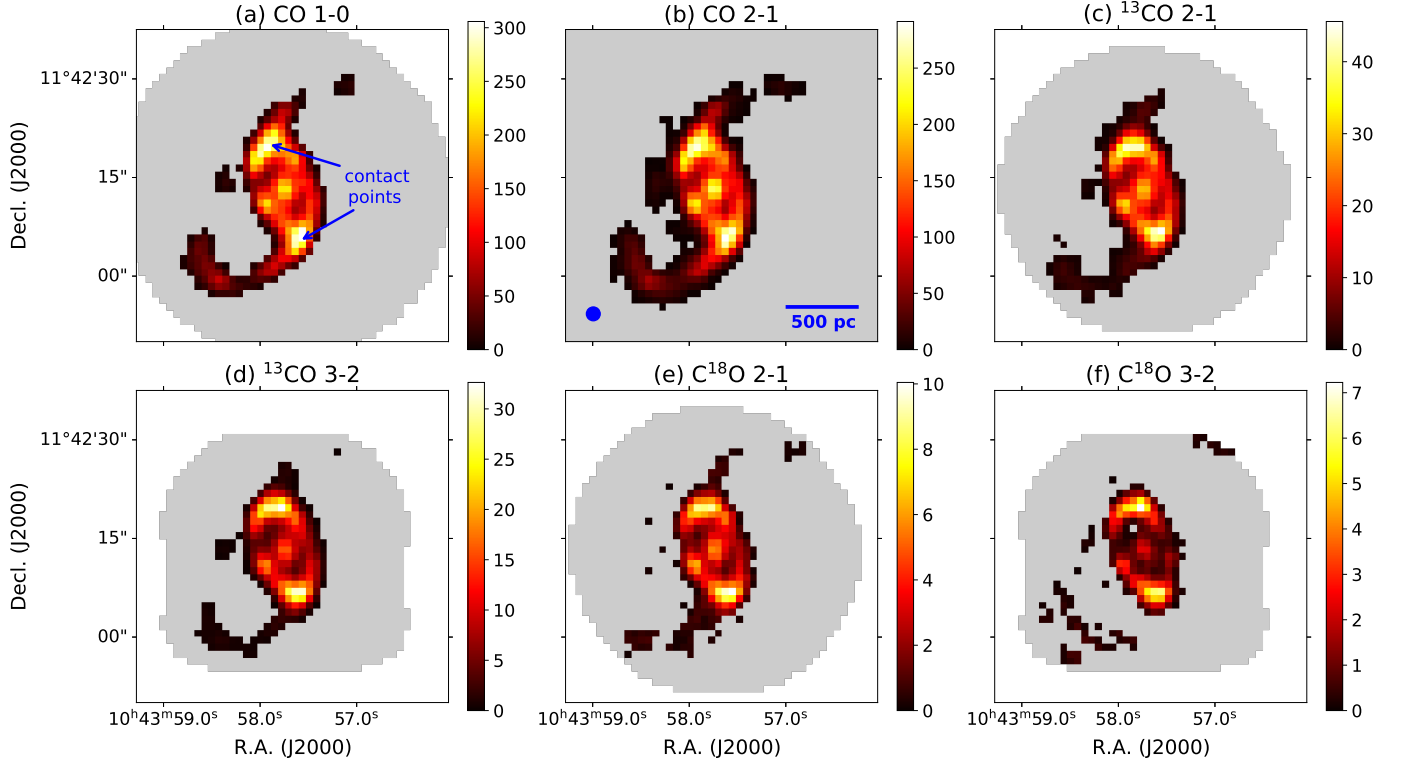 (a) CO 1-0
(b) CO 2-1
(c) ¹³CO 2-1
Decl. (J2000)
11°42'30"
15"
00"
contact
points
300
250
200
150
100
50
0
500 pc
250
200
150
100
50
0
40
30
20
10
0
(d) ¹³CO 3-2
(e) C¹⁸O 2-1
(f) C¹⁸O 3-2
Decl. (J2000)
11°42'30"
15"
00"
30
25
20
15
10
5
0
10
8
6
4
2
0
7
6
5
4
3
2
1
0
10ʰ43ᵐ59.0ˢ 58.0ˢ 57.0ˢ
10ʰ43ᵐ59.0ˢ 58.0ˢ 57.0ˢ
10ʰ43ᵐ59.0ˢ 58.0ˢ 57.0ˢ
R.A. (J2000)
R.A. (J2000)
R.A. (J2000)